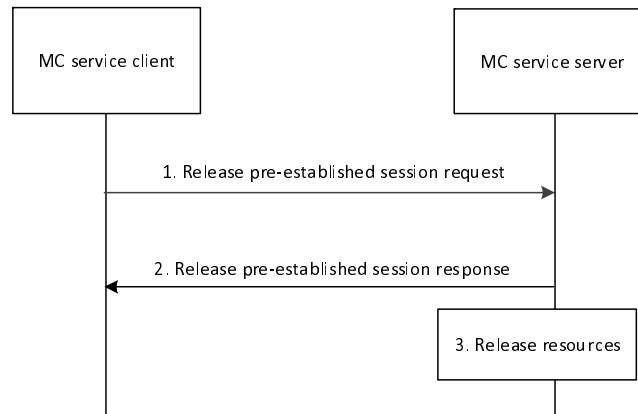 MC service client
MC service server
1. Release pre-established session request
2. Release pre-established session response
3. Release resources